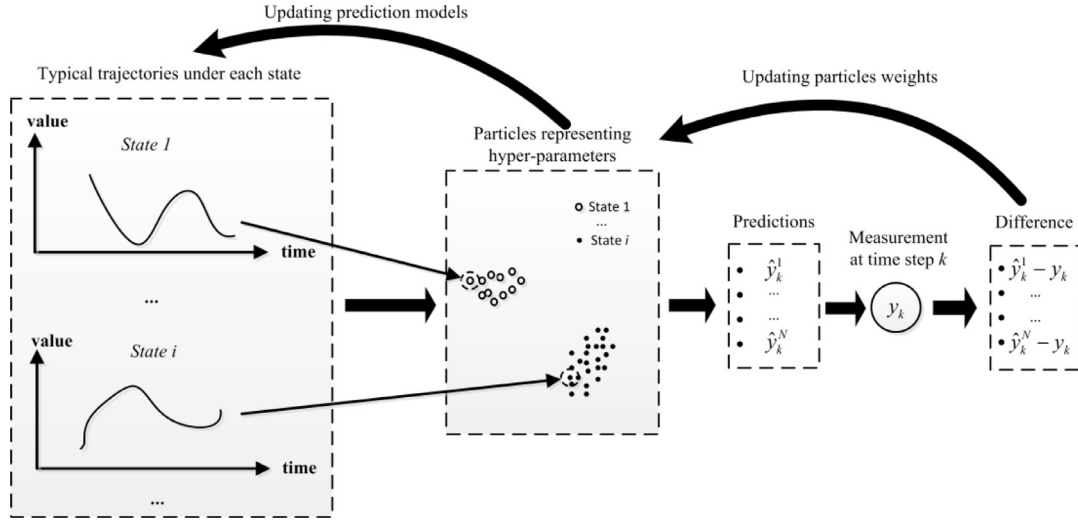 Updating prediction models
Typical trajectories under each state
Updating particles weights
value
State 1
time
...
value
State i
time
...
Particles representing
hyper-parameters
State 1
...
State i
Predictions
• ŷ_k^1
• ...
• ...
• ŷ_k^N
Measurement
at time step k
y_k
Difference
• ŷ_k^1 − y_k
• ...
• ...
• ŷ_k^N − y_k